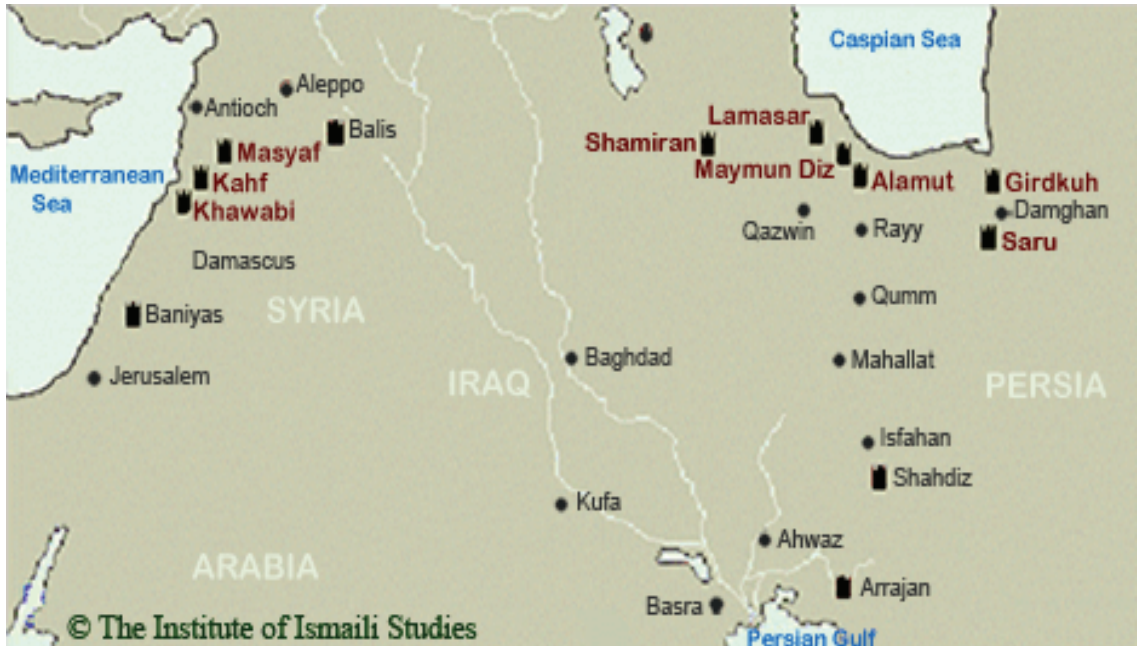 Caspian Sea
Aleppo
Antioch
Lamasar
Balis
Shamiran
Masyaf
Maymun Diz
Mediterranean
Sea
Kahf
Alamut
Girdkuh
Khawabi
Damghan
Qazwin
Rayy
Saru
Damascus
Qumm
SYRIA
Baniyas
Baghdad
Mahallat
Jerusalem
IRAQ
PERSIA
Isfahan
Shahdiz
Kufa
Ahwaz
ARABIA
Arrajan
Basra
© The Institute of Ismaili Studies
Persian Gulf